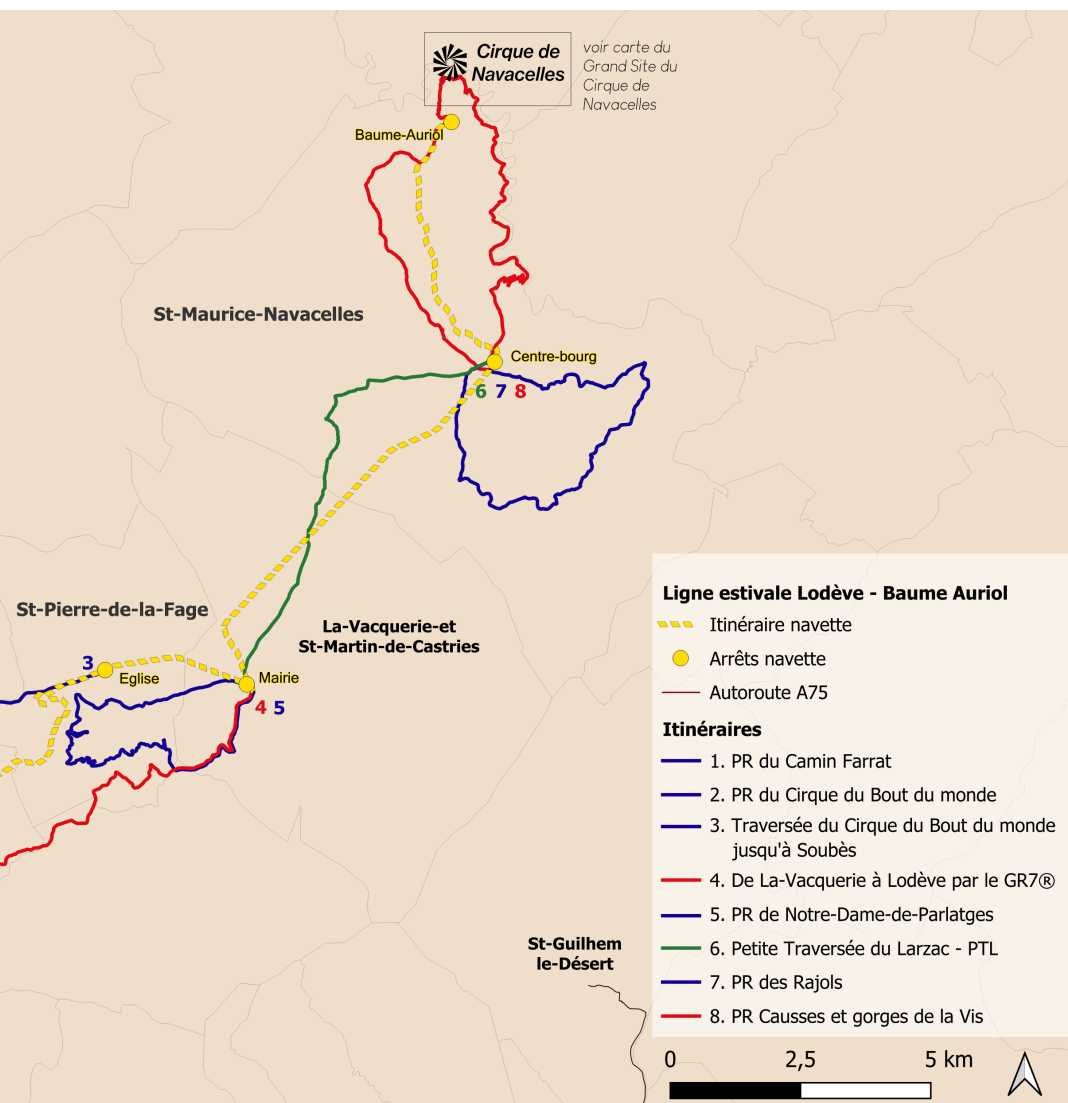 Cirque de
Navacelles
voir carte du
Grand Site du
Cirque de
Navacelles
Baume-Auriol
St-Maurice-Navacelles
Centre-bourg
6 7 8
St-Pierre-de-la-Fage
La-Vacquerie-et
St-Martin-de-Castries
3
Eglise
Mairie
4 5
Ligne estivale Lodève - Baume Auriol
Itinéraire navette
Arrêts navette
Autoroute A75
Itinéraires
1. PR du Camin Farrat
2. PR du Cirque du Bout du monde
3. Traversée du Cirque du Bout du monde
jusqu'à Soubès
4. De La-Vacquerie à Lodève par le GR7®
5. PR de Notre-Dame-de-Parlatges
6. Petite Traversée du Larzac - PTL
7. PR des Rajols
8. PR Causses et gorges de la Vis
St-Guilhem
le-Désert
0 2,5 5 km